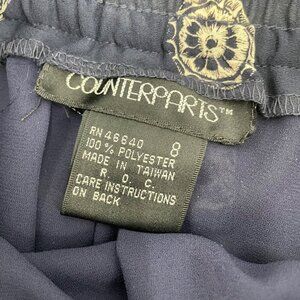 COUNTERPARTS™
RN 46640 8
100% POLYESTER
MADE IN TAIWAN
R. O. C.
CARE INSTRUCTIONS
ON BACK